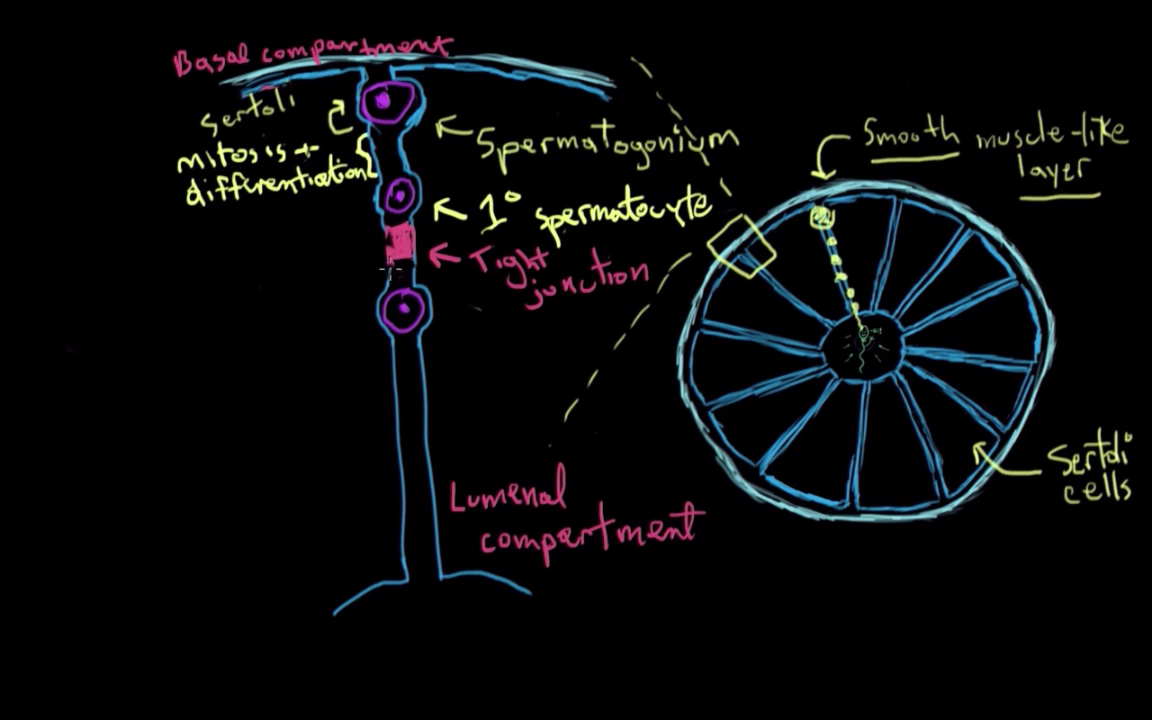 Basal compartment
Sertoli
mitosis +
differentiation
Spermatogonium
1° spermatocyte
Tight
junction
Lumenal
compartment
Smooth muscle-like
layer
Sertoli
cells